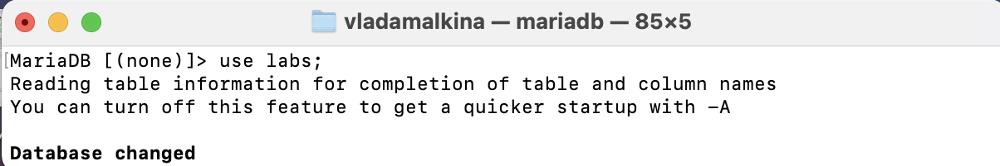 vladamalkina — mariadb — 85×5
[MariaDB [(none)]> use labs;
Reading table information for completion of table and column names
You can turn off this feature to get a quicker startup with -A
Database changed